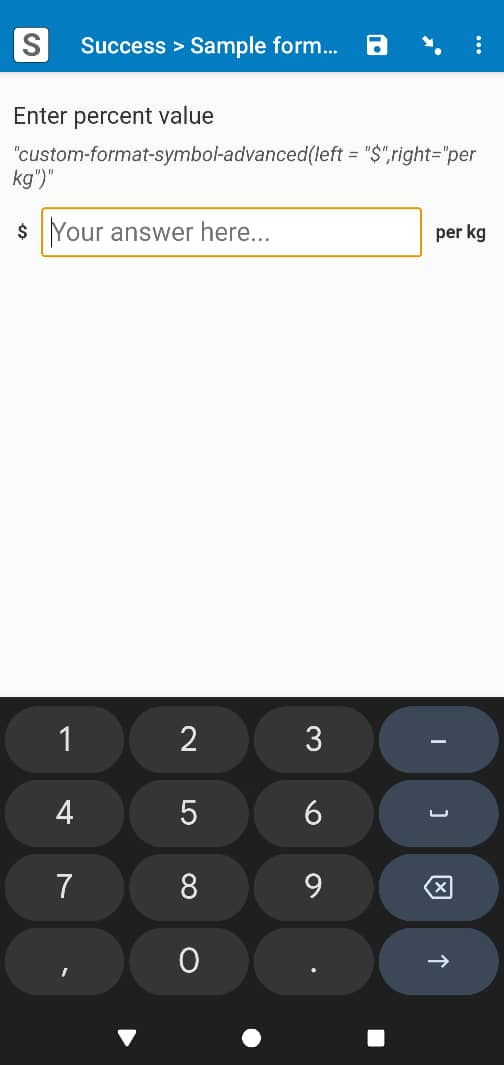 S Success > Sample form...
Enter percent value
"custom-format-symbol-advanced(left = "$",right="per
kg")"
$ Your answer here... per kg
1 2 3 –
4 5 6
7 8 9
, 0 .